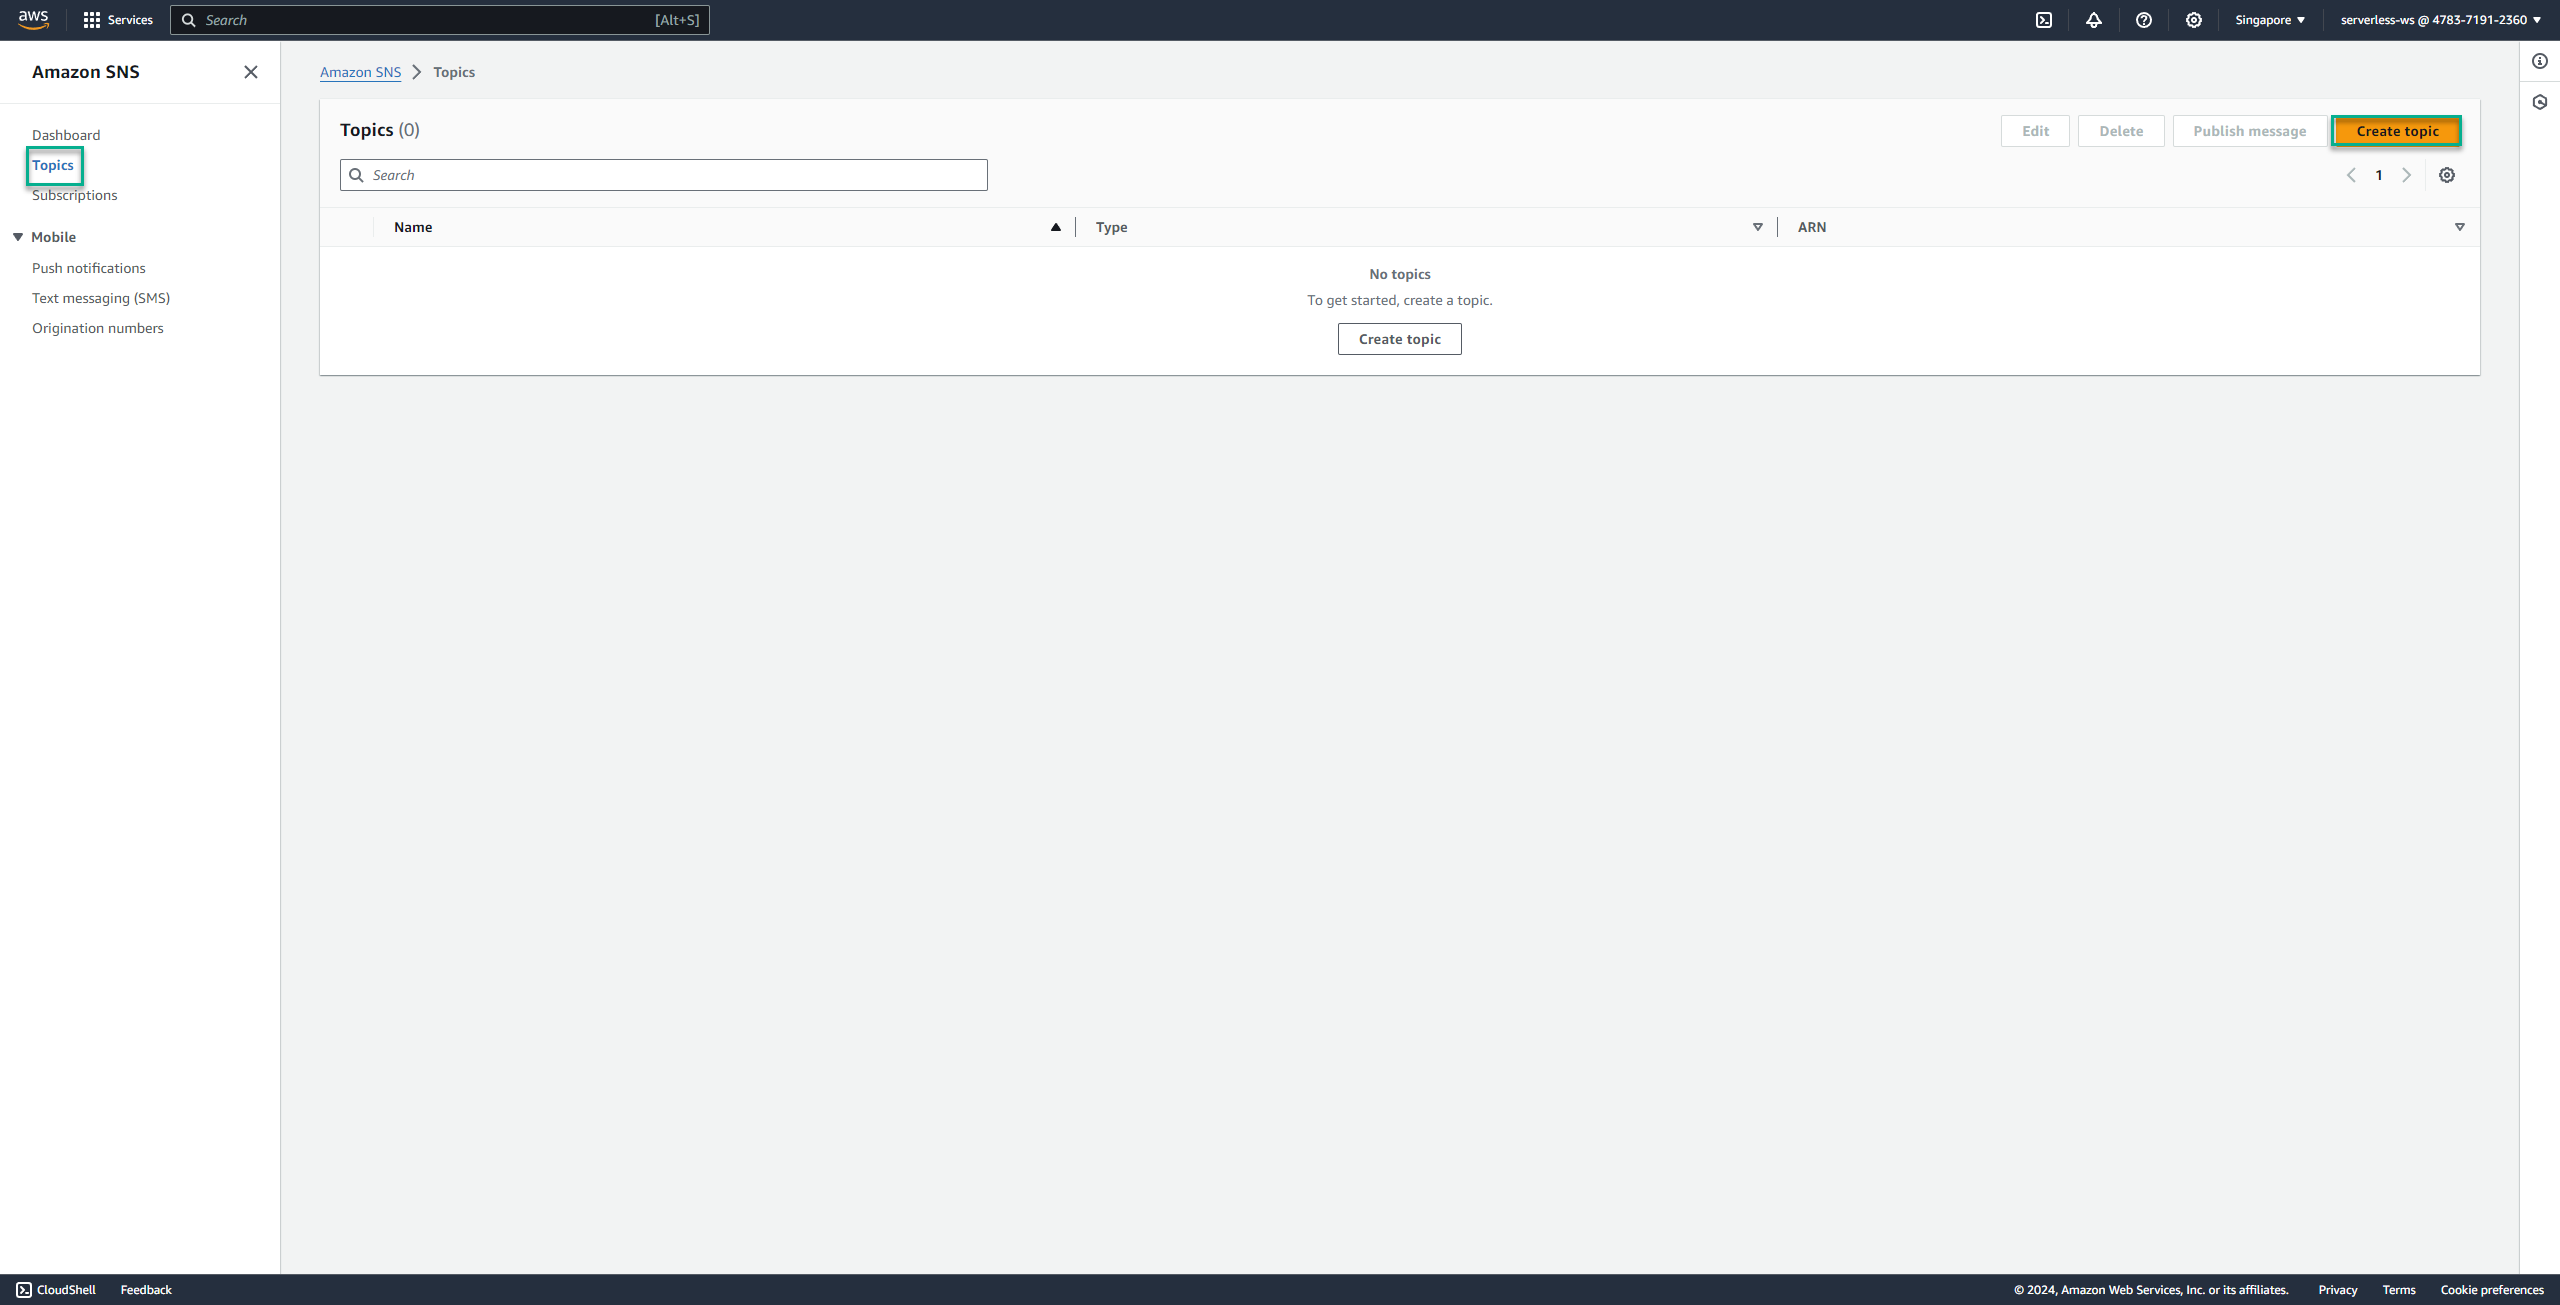 aws Services Search [Alt+S] Singapore serverless-ws @ 4783-7191-2360
Amazon SNS
Dashboard
Topics
Subscriptions
Mobile
Push notifications
Text messaging (SMS)
Origination numbers
Amazon SNS Topics
Topics (0) Edit Delete Publish message Create topic
Search 1
Name Type ARN
No topics
To get started, create a topic.
Create topic
CloudShell Feedback © 2024, Amazon Web Services, Inc. or its affiliates. Privacy Terms Cookie preferences